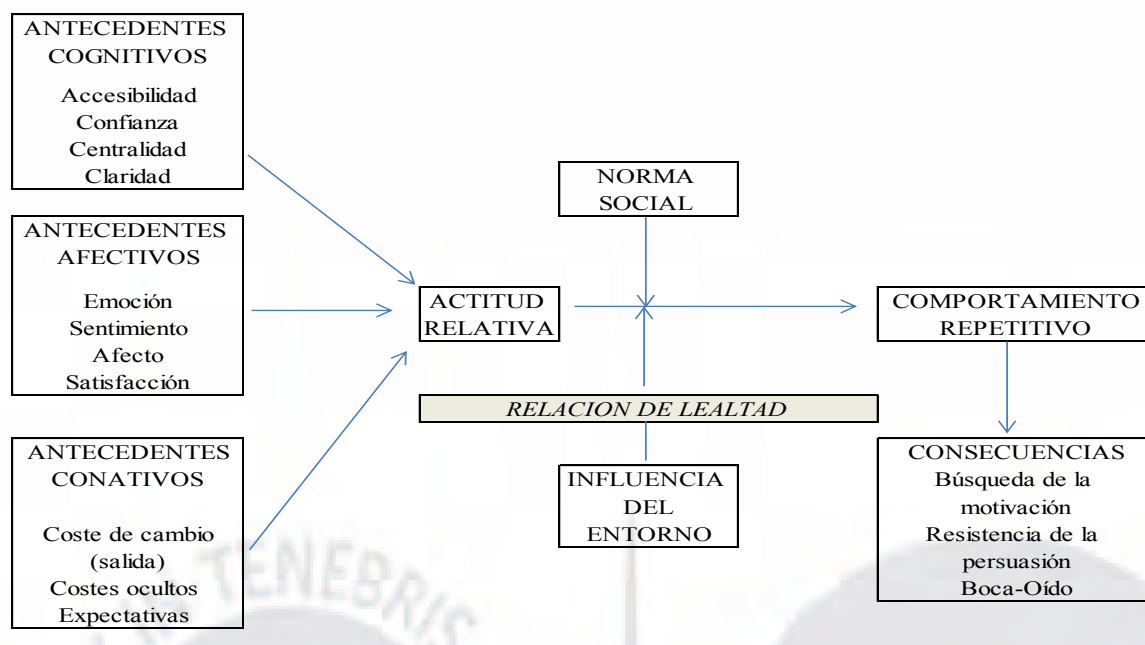 ANTECEDENTES
COGNITIVOS
Accesibilidad
Confianza
Centralidad
Claridad
ANTECEDENTES
AFECTIVOS
Emoción
Sentimiento
Afecto
Satisfacción
ANTECEDENTES
CONATIVOS
Coste de cambio
(salida)
Costes ocultos
Expectativas
NORMA
SOCIAL
ACTITUD
RELATIVA
RELACION DE LEALTAD
INFLUENCIA
DEL
ENTORNO
COMPORTAMIENTO
REPETITIVO
CONSECUENCIAS
Búsqueda de la
motivación
Resistencia de la
persuasión
Boca-Oído
TENEBRIS